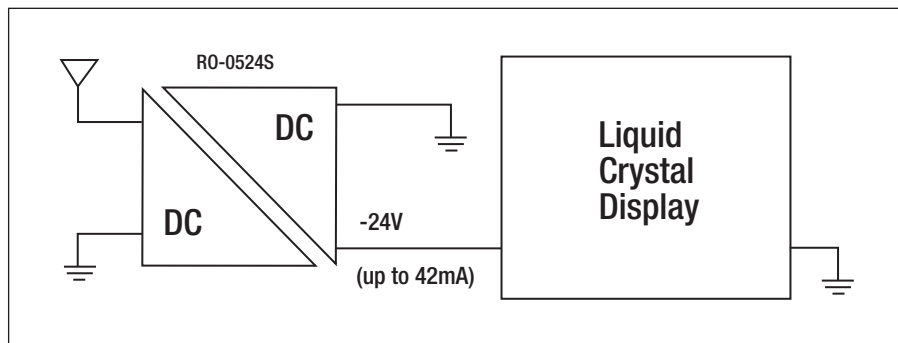 RO-0524S
DC
DC
-24V
(up to 42mA)
Liquid
Crystal
Display